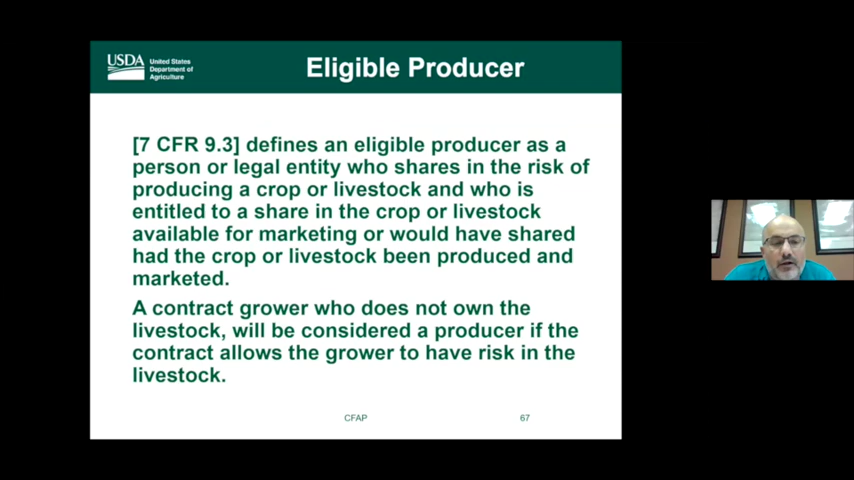 USDA
United States
Department of
Agriculture
Eligible Producer
[7 CFR 9.3] defines an eligible producer as a
person or legal entity who shares in the risk of
producing a crop or livestock and who is
entitled to a share in the crop or livestock
available for marketing or would have shared
had the crop or livestock been produced and
marketed.
A contract grower who does not own the
livestock, will be considered a producer if the
contract allows the grower to have risk in the
livestock.
CFAP
67